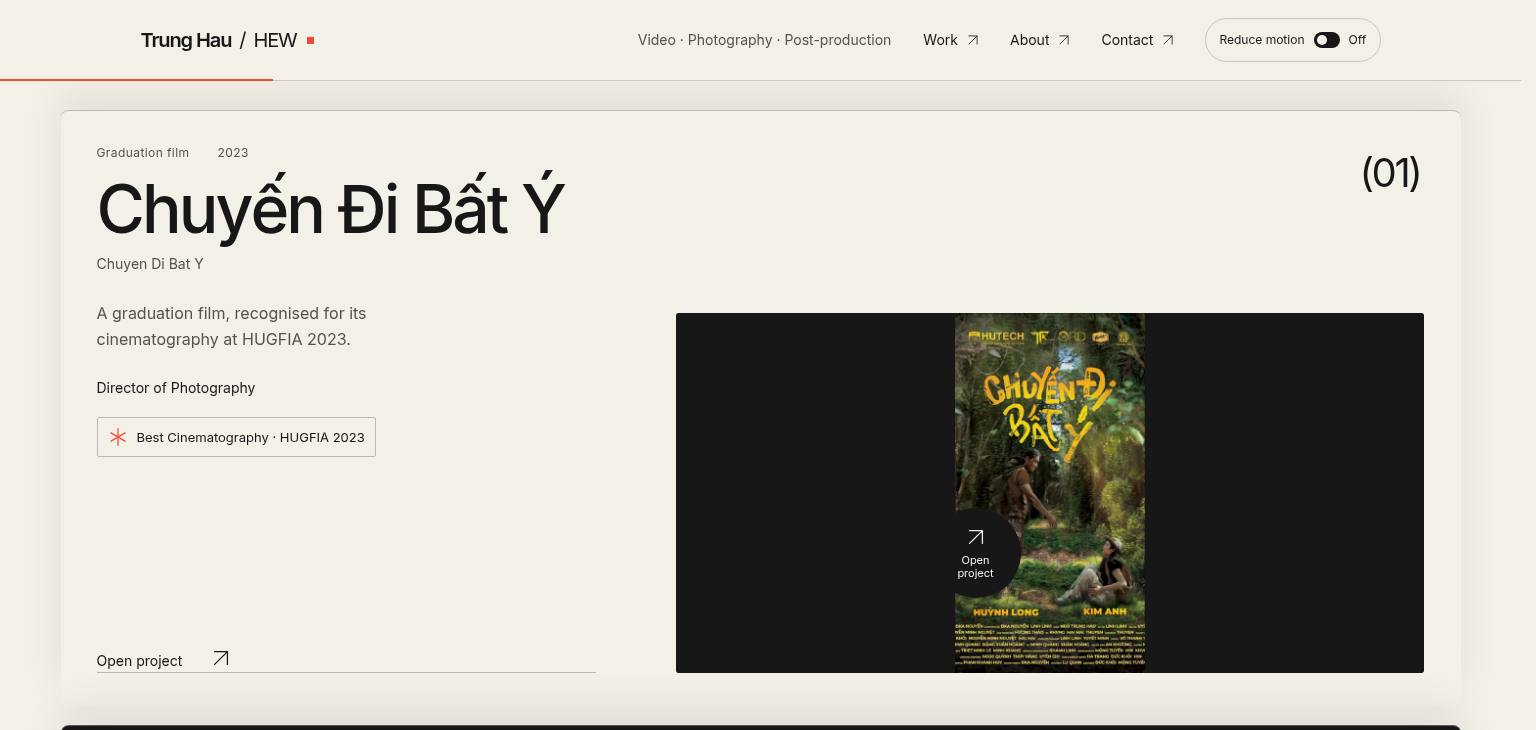 Trung Hau / HEW
Video · Photography · Post-production
Work
About
Contact
Reduce motion
Off
Graduation film 2023
(01)
Chuyến Đi Bất Ý
Chuyen Di Bat Y
A graduation film, recognised for its
cinematography at HUGFIA 2023.
Director of Photography
Best Cinematography · HUGFIA 2023
Open project
HUTECH
CHUYẾN ĐI
BẤT Ý
Open
project
HUỲNH LONG
KIM ANH